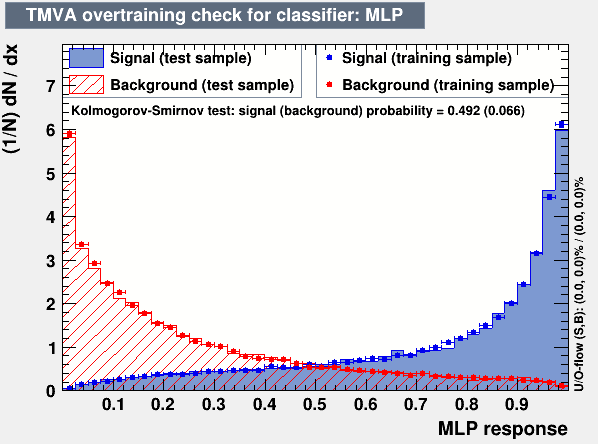 TMVA overtraining check for classifier: MLP
(1/N) dN / dx
Signal (test sample)
Background (test sample)
Signal (training sample)
Background (training sample)
Kolmogorov-Smirnov test: signal (background) probability = 0.492 (0.066)
7
6
5
4
3
2
1
0
0.1 0.2 0.3 0.4 0.5 0.6 0.7 0.8 0.9
MLP response
U/O-flow (S,B): (0.0, 0.0)% / (0.0, 0.0)%